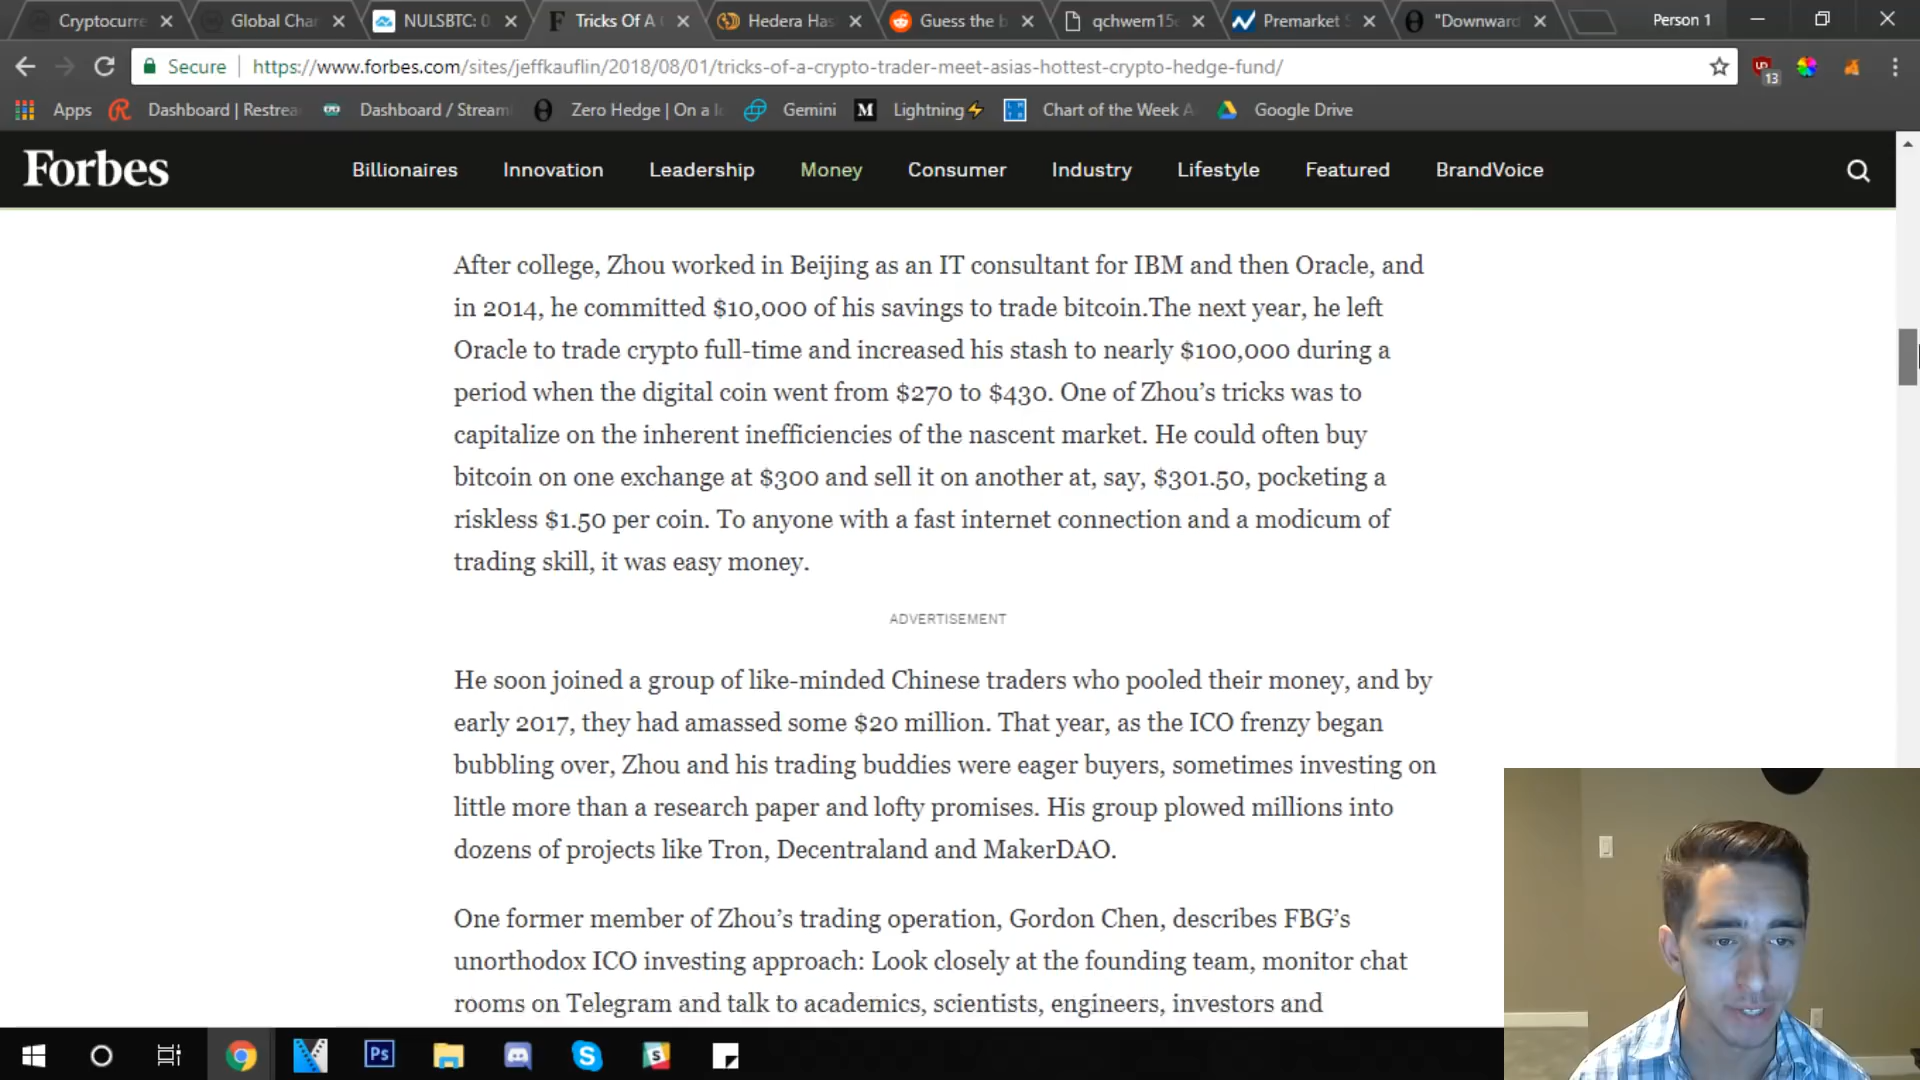 Cryptocurre
Global Char
NULSBTC: 0
Tricks Of A C
Hedera Has
Guess the b
qchwem15
Premarket S
"Downward
Person 1
Secure
https://www.forbes.com/sites/jeffkauflin/2018/08/01/tricks-of-a-crypto-trader-meet-asias-hottest-crypto-hedge-fund/
13
Apps
Dashboard | Restrea
Dashboard / Stream
Zero Hedge | On a l
Gemini
Lightning⚡
Chart of the Week A
Google Drive
Forbes
Billionaires
Innovation
Leadership
Money
Consumer
Industry
Lifestyle
Featured
BrandVoice
After college, Zhou worked in Beijing as an IT consultant for IBM and then Oracle, and
in 2014, he committed $10,000 of his savings to trade bitcoin.The next year, he left
Oracle to trade crypto full-time and increased his stash to nearly $100,000 during a
period when the digital coin went from $270 to $430. One of Zhou’s tricks was to
capitalize on the inherent inefficiencies of the nascent market. He could often buy
bitcoin on one exchange at $300 and sell it on another at, say, $301.50, pocketing a
riskless $1.50 per coin. To anyone with a fast internet connection and a modicum of
trading skill, it was easy money.
ADVERTISEMENT
He soon joined a group of like-minded Chinese traders who pooled their money, and by
early 2017, they had amassed some $20 million. That year, as the ICO frenzy began
bubbling over, Zhou and his trading buddies were eager buyers, sometimes investing on
little more than a research paper and lofty promises. His group plowed millions into
dozens of projects like Tron, Decentraland and MakerDAO.
One former member of Zhou’s trading operation, Gordon Chen, describes FBG’s
unorthodox ICO investing approach: Look closely at the founding team, monitor chat
rooms on Telegram and talk to academics, scientists, engineers, investors and
Ps